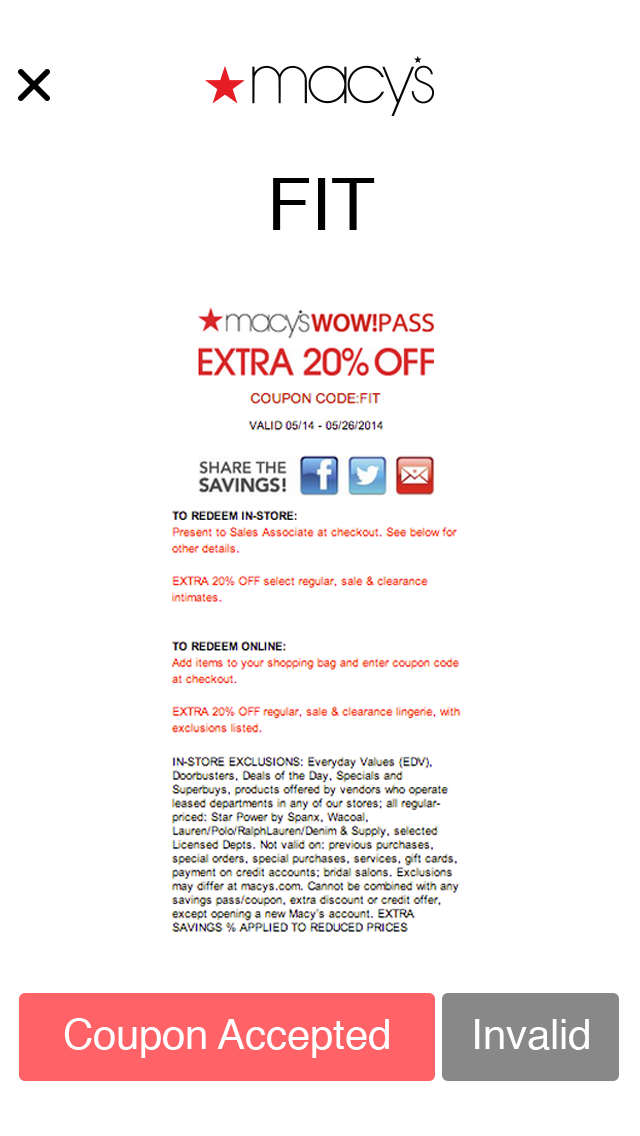 macy's
FIT
macy's WOW!PASS
EXTRA 20% OFF
COUPON CODE:FIT
VALID 05/14 - 05/26/2014
SHARE THE
SAVINGS!
TO REDEEM IN-STORE:
Present to Sales Associate at checkout. See below for
other details.
EXTRA 20% OFF select regular, sale & clearance
intimates.
TO REDEEM ONLINE:
Add items to your shopping bag and enter coupon code
at checkout.
EXTRA 20% OFF regular, sale & clearance lingerie, with
exclusions listed.
IN-STORE EXCLUSIONS: Everyday Values (EDV),
Doorbusters, Deals of the Day, Specials and
Superbuys, products offered by vendors who operate
leased departments in any of our stores; all regular-
priced: Star Power by Spanx, Wacoal,
Lauren/Polo/RalphLauren/Denim & Supply, selected
Licensed Depts. Not valid on: previous purchases,
special orders, special purchases, services, gift cards,
payment on credit accounts; bridal salons. Exclusions
may differ at macys.com. Cannot be combined with any
savings pass/coupon, extra discount or credit offer,
except opening a new Macy's account. EXTRA
SAVINGS % APPLIED TO REDUCED PRICES
Coupon Accepted
Invalid